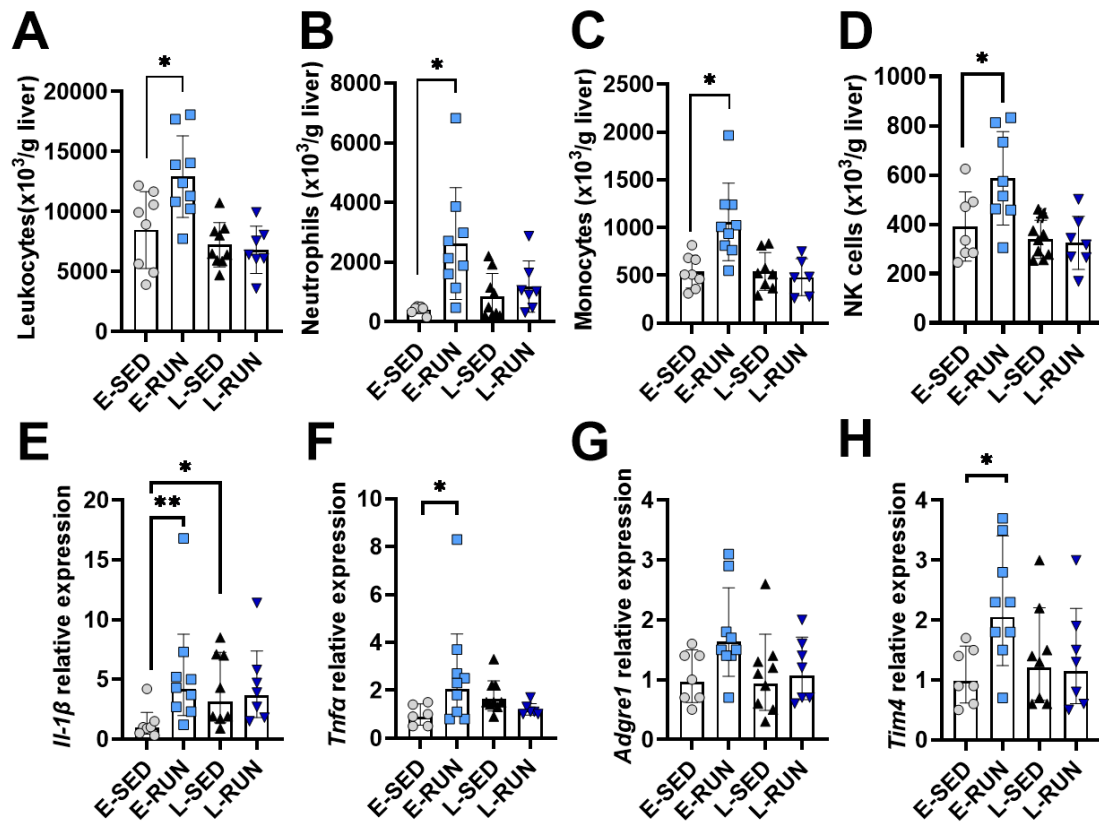 A
Leukocytes(x10³/g liver)
20000
15000
10000
5000
0
*
E-SED
E-RUN
L-SED
L-RUN
B
Neutrophils (x10³/g liver)
8000
6000
4000
2000
0
*
E-SED
E-RUN
L-SED
L-RUN
C
Monocytes (x10³/g liver)
2500
2000
1500
1000
500
0
*
E-SED
E-RUN
L-SED
L-RUN
D
NK cells (x10³/g liver)
1000
800
600
400
200
0
*
#
E-SED
E-RUN
L-SED
L-RUN
E
Il-1β relative expression
20
15
10
5
0
**
*
E-SED
E-RUN
L-SED
L-RUN
F
Tnfα relative expression
10
8
6
4
2
0
*
E-SED
E-RUN
L-SED
L-RUN
G
Adgre1 relative expression
4
3
2
1
0
E-SED
E-RUN
L-SED
L-RUN
H
Tim4 relative expression
4
3
2
1
0
*
E-SED
E-RUN
L-SED
L-RUN